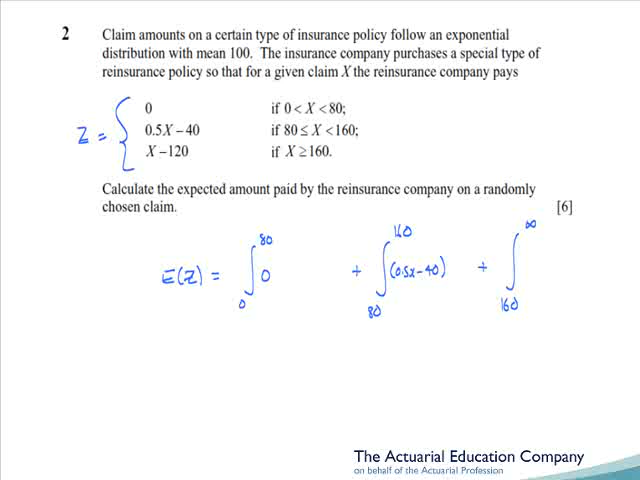 2 Claim amounts on a certain type of insurance policy follow an exponential
distribution with mean 100. The insurance company purchases a special type of
reinsurance policy so that for a given claim X the reinsurance company pays
0 if 0 < X < 80;
Z = { 0.5X – 40 if 80 ≤ X < 160;
X – 120 if X ≥ 160.
Calculate the expected amount paid by the reinsurance company on a randomly
chosen claim. [6]
E(Z) = ∫₀⁸⁰ 0 + ∫₈₀¹⁶⁰ (0.5x – 40) + ∫₁₆₀^∞
The Actuarial Education Company
on behalf of the Actuarial Profession